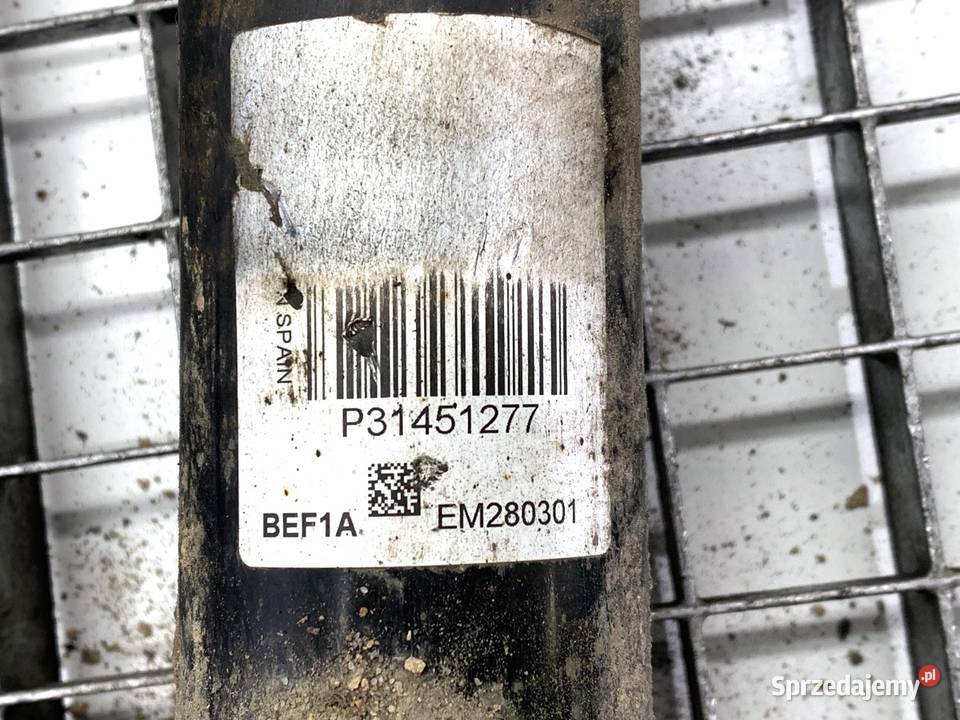 SPAIN
P31451277
BEF1A
EM280301
Sprzedajemy.pl